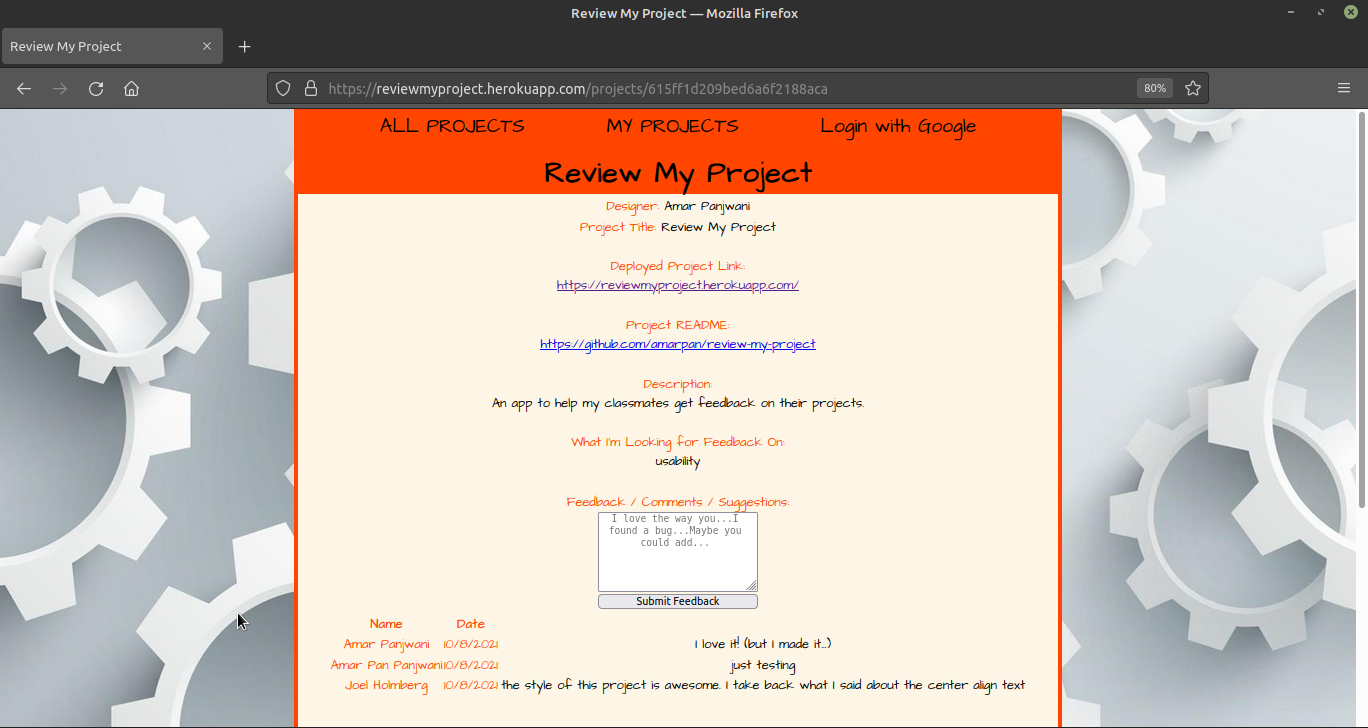 Review My Project — Mozilla Firefox
Review My Project
https://reviewmyproject.herokuapp.com/projects/615ff1d209bed6a6f2188aca
80%
ALL PROJECTS MY PROJECTS Login with Google
Review My Project
Designer: Amar Panjwani
Project Title: Review My Project
Deployed Project Link:
https://reviewmyproject.herokuapp.com/
Project README:
https://github.com/amarpan/review-my-project
Description:
An app to help my classmates get feedback on their projects.
What I'm Looking for Feedback On:
usability
Feedback / Comments / Suggestions:
I love the way you...I
found a bug...Maybe you
could add...
Submit Feedback
Name Date
Amar Panjwani 10/8/2021 I love it! (but I made it...)
Amar Pan Panjwani 10/8/2021 just testing
Joel Holmberg 10/8/2021 the style of this project is awesome. I take back what I said about the center align text